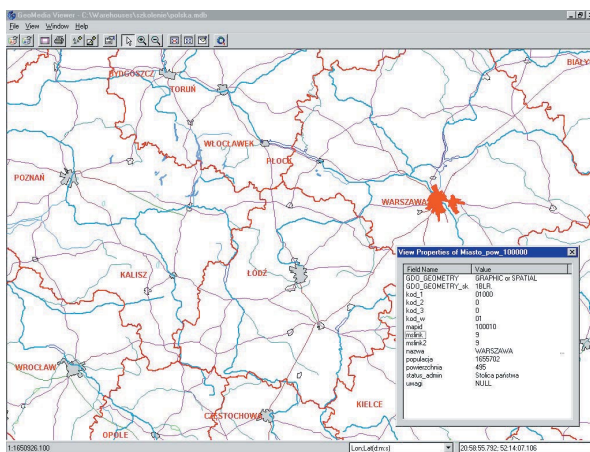 GeoMedia Viewer - C:\Warehouses\szkolenie\polska.mdb
File View Window Help
BIAŁYS
BYDGOSZCZ
TORUŃ
WŁOCŁAWEK
PŁOCK
POZNAŃ
WARSZAWA
View Properties of Miasto_pow_100000
Field Name Value
GDO_GEOMETRY GRAPHIC or SPATIAL
GDO_GEOMETRY_sk 1BLR
kod_1 01000
kod_2 0
kod_3 0
kod_w 01
mapid 100010
mslink 9
mslink2 9
nazwa WARSZAWA ...
populacja 1655702
powierzchnia 495
status_admin Stolica państwa
uwagi NULL
KALISZ
ŁÓDŹ
WROCŁAW
KIELCE
CZĘSTOCHOWA
OPOLE
1:1650926.100 Lon,Lat(d:m:s) 20:58:55.792; 52:14:07.106